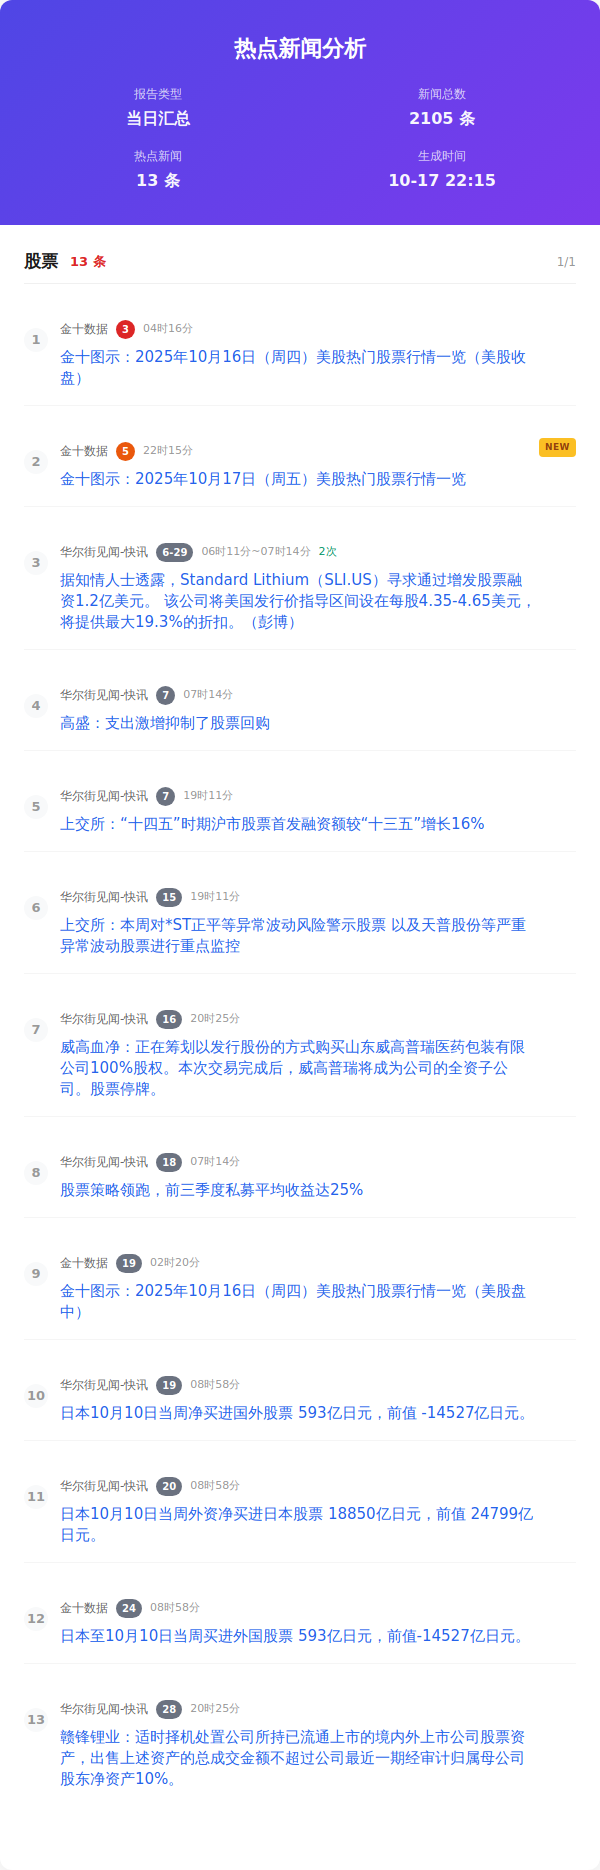 热点新闻分析
报告类型
当日汇总
新闻总数
2105 条
热点新闻
13 条
生成时间
10-17 22:15
股票 13 条 1/1
1
金十数据 3 04时16分
金十图示：2025年10月16日（周四）美股热门股票行情一览（美股收
盘）
2
金十数据 5 22时15分
NEW
金十图示：2025年10月17日（周五）美股热门股票行情一览
3
华尔街见闻-快讯 6-29 06时11分~07时14分 2次
据知情人士透露，Standard Lithium（SLI.US）寻求通过增发股票融
资1.2亿美元。 该公司将美国发行价指导区间设在每股4.35-4.65美元，
将提供最大19.3%的折扣。（彭博）
4
华尔街见闻-快讯 7 07时14分
高盛：支出激增抑制了股票回购
5
华尔街见闻-快讯 7 19时11分
上交所：“十四五”时期沪市股票首发融资额较“十三五”增长16%
6
华尔街见闻-快讯 15 19时11分
上交所：本周对*ST正平等异常波动风险警示股票 以及天普股份等严重
异常波动股票进行重点监控
7
华尔街见闻-快讯 16 20时25分
威高血净：正在筹划以发行股份的方式购买山东威高普瑞医药包装有限
公司100%股权。本次交易完成后，威高普瑞将成为公司的全资子公
司。股票停牌。
8
华尔街见闻-快讯 18 07时14分
股票策略领跑，前三季度私募平均收益达25%
9
金十数据 19 02时20分
金十图示：2025年10月16日（周四）美股热门股票行情一览（美股盘
中）
10
华尔街见闻-快讯 19 08时58分
日本10月10日当周净买进国外股票 593亿日元，前值 -14527亿日元。
11
华尔街见闻-快讯 20 08时58分
日本10月10日当周外资净买进日本股票 18850亿日元，前值 24799亿
日元。
12
金十数据 24 08时58分
日本至10月10日当周买进外国股票 593亿日元，前值-14527亿日元。
13
华尔街见闻-快讯 28 20时25分
赣锋锂业：适时择机处置公司所持已流通上市的境内外上市公司股票资
产，出售上述资产的总成交金额不超过公司最近一期经审计归属母公司
股东净资产10%。